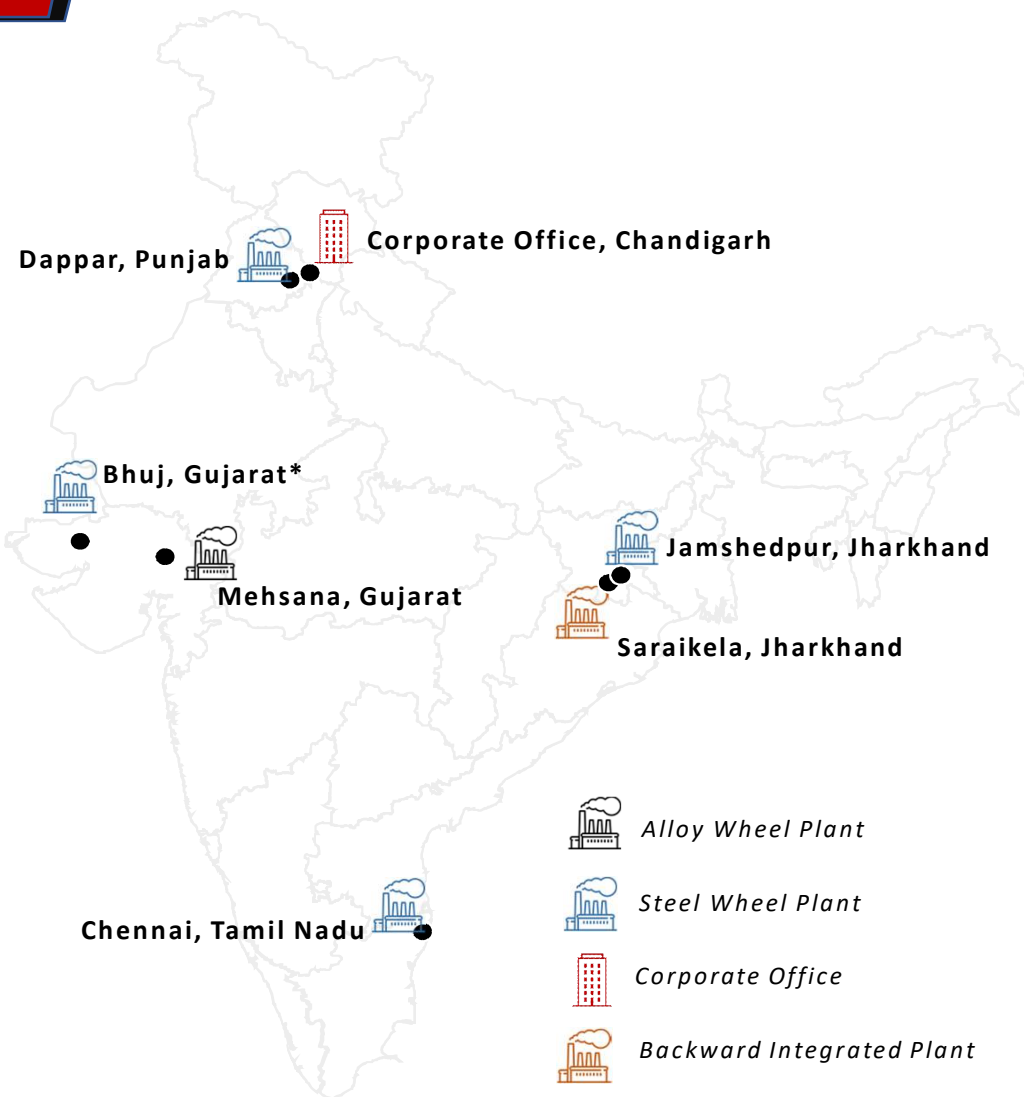 Corporate Office, Chandigarh
Dappar, Punjab
Bhuj, Gujarat*
Mehsana, Gujarat
Jamshedpur, Jharkhand
Saraikela, Jharkhand
Chennai, Tamil Nadu
Alloy Wheel Plant
Steel Wheel Plant
Corporate Office
Backward Integrated Plant